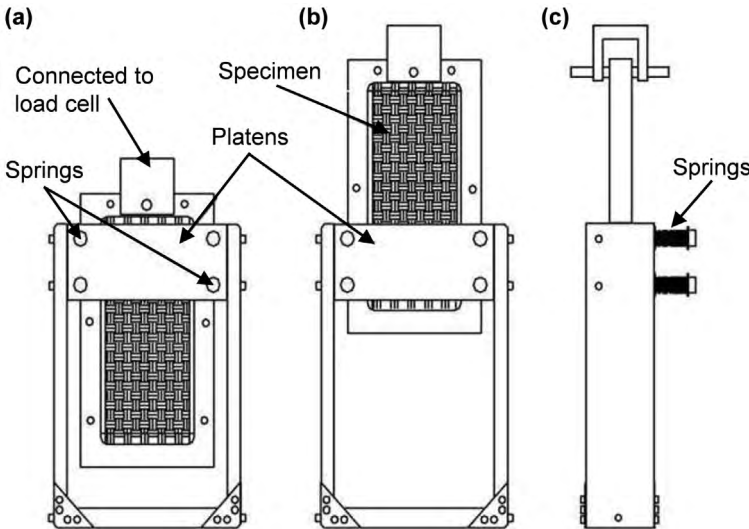 (a)
(b)
(c)
Connected to
load cell
Specimen
Platens
Springs
Springs